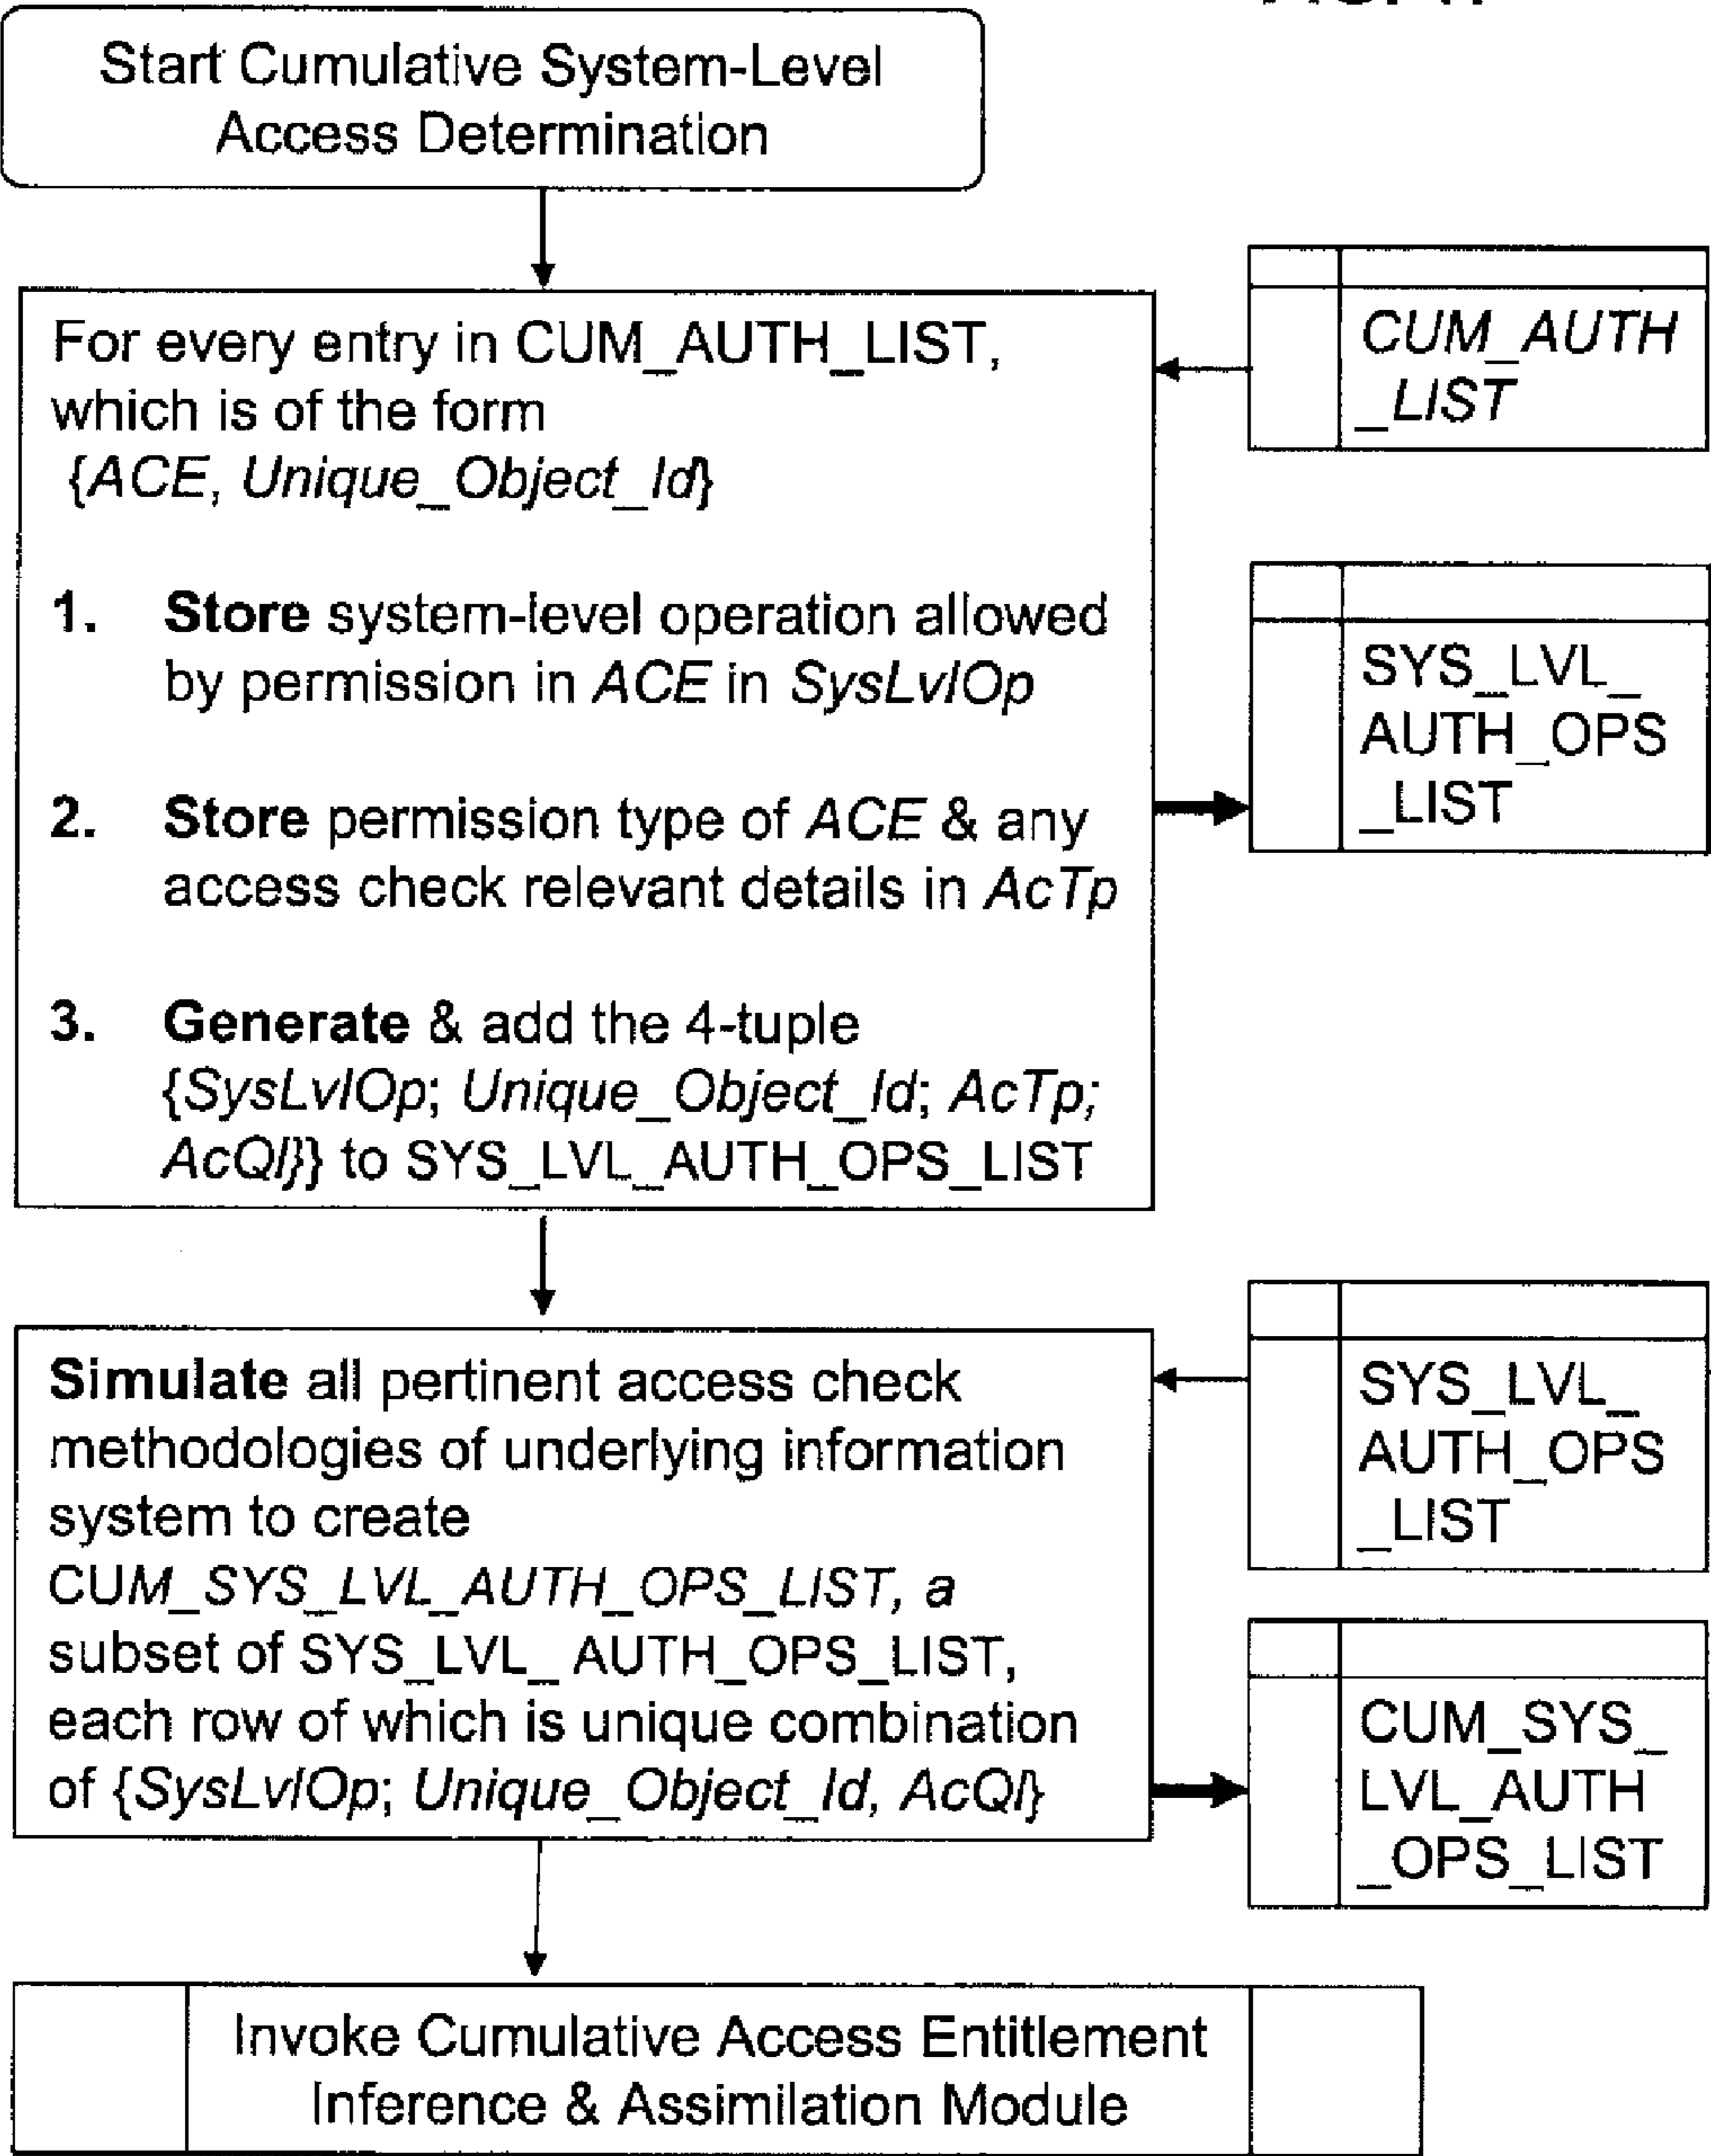 Start Cumulative System-Level
Access Determination
For every entry in CUM_AUTH_LIST,
which is of the form
{ACE, Unique_Object_Id}
1. Store system-level operation allowed
by permission in ACE in SysLvlOp
2. Store permission type of ACE & any
access check relevant details in AcTp
3. Generate & add the 4-tuple
{SysLvlOp; Unique_Object_Id; AcTp;
AcQl}} to SYS_LVL_AUTH_OPS_LIST
CUM_AUTH
_LIST
SYS_LVL_
AUTH_OPS
_LIST
Simulate all pertinent access check
methodologies of underlying information
system to create
CUM_SYS_LVL_AUTH_OPS_LIST, a
subset of SYS_LVL_ AUTH_OPS_LIST,
each row of which is unique combination
of {SysLvlOp; Unique_Object_Id, AcQl}
SYS_LVL_
AUTH_OPS
_LIST
CUM_SYS_
LVL_AUTH
_OPS_LIST
Invoke Cumulative Access Entitlement
Inference & Assimilation Module